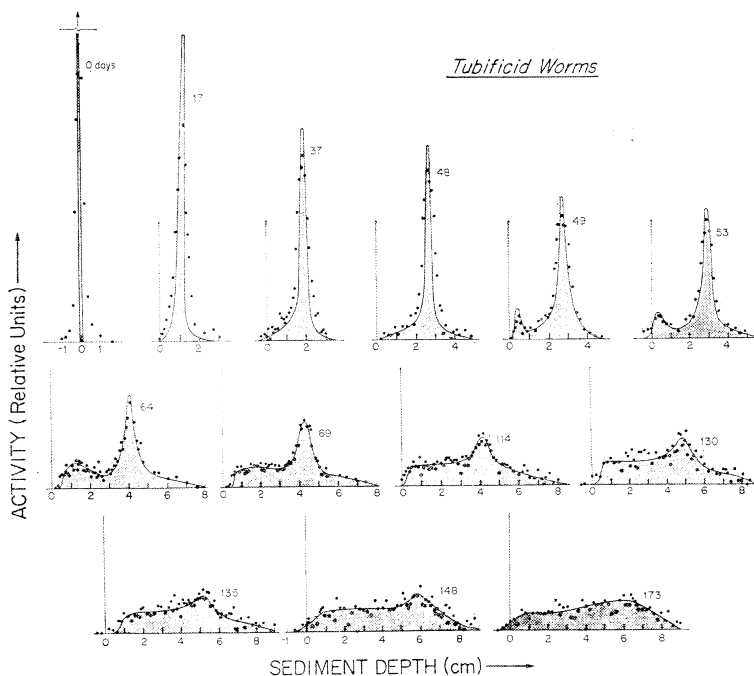 Tubificid Worms
0 days
17
37
48
49
53
-1 0 1
0 2
0 2
0 2 4
0 2 4
0 2 4
64
69
114
130
0 2 4 6 8
0 2 4 6 8
0 2 4 6 8
0 2 4 6 8
135
148
173
0 2 4 6 8
-1 0 2 4 6 8
0 2 4 6 8
ACTIVITY (Relative Units)
SEDIMENT DEPTH (cm)